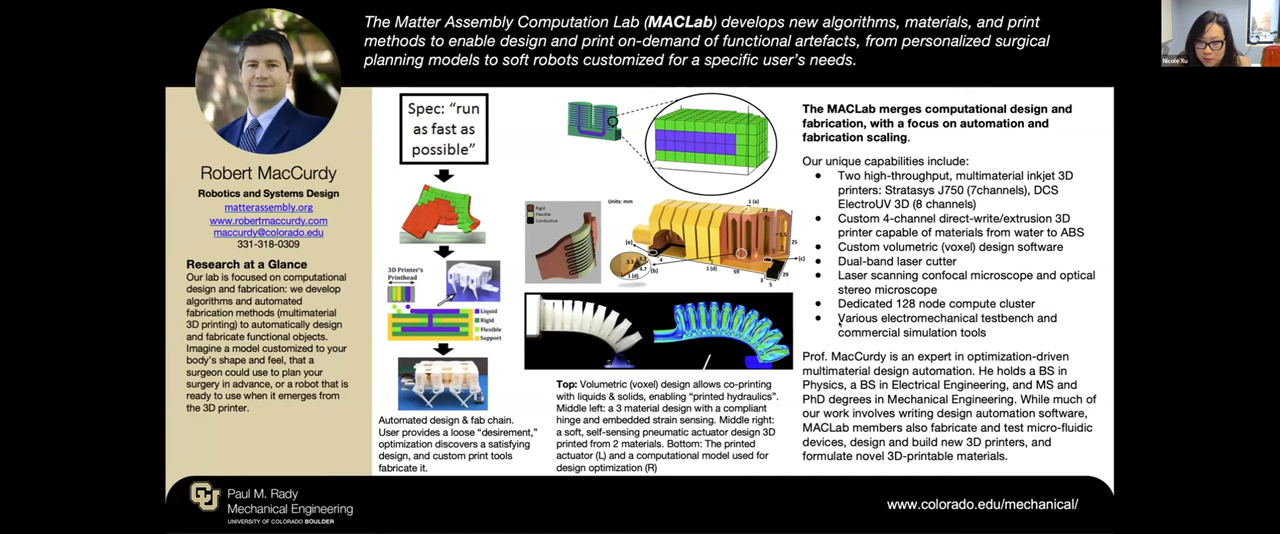 The Matter Assembly Computation Lab (MACLab) develops new algorithms, materials, and print
methods to enable design and print on-demand of functional artefacts, from personalized surgical
planning models to soft robots customized for a specific user's needs.
Nicole Xu
Robert MacCurdy
Robotics and Systems Design
matterassembly.org
www.robertmaccurdy.com
maccurdy@colorado.edu
331-318-0309
Research at a Glance
Our lab is focused on computational
design and fabrication: we develop
algorithms and automated
fabrication methods (multimaterial
3D printing) to automatically design
and fabricate functional objects.
Imagine a model customized to your
body's shape and feel, that a
surgeon could use to plan your
surgery in advance, or a robot that is
ready to use when it emerges from
the 3D printer.
Spec: "run
as fast as
possible"
3D Printer's
Printhead
Liquid
Rigid
Flexible
Support
Automated design & fab chain.
User provides a loose "desirement,"
optimization discovers a satisfying
design, and custom print tools
fabricate it.
Rigid
Flexible
Conductive
Units: mm
1 (a)
22
1.5
25
(c)
29
3
5
59
1 (d)
4
(b)
(e)
3.1
4.7
1 (d)
Top: Volumetric (voxel) design allows co-printing
with liquids & solids, enabling "printed hydraulics".
Middle left: a 3 material design with a compliant
hinge and embedded strain sensing. Middle right:
a soft, self-sensing pneumatic actuator design 3D
printed from 2 materials. Bottom: The printed
actuator (L) and a computational model used for
design optimization (R)
The MACLab merges computational design and
fabrication, with a focus on automation and
fabrication scaling.
Our unique capabilities include:
• Two high-throughput, multimaterial inkjet 3D
printers: Stratasys J750 (7channels), DCS
ElectroUV 3D (8 channels)
• Custom 4-channel direct-write/extrusion 3D
printer capable of materials from water to ABS
• Custom volumetric (voxel) design software
• Dual-band laser cutter
• Laser scanning confocal microscope and optical
stereo microscope
• Dedicated 128 node compute cluster
• Various electromechanical testbench and
commercial simulation tools
Prof. MacCurdy is an expert in optimization-driven
multimaterial design automation. He holds a BS in
Physics, a BS in Electrical Engineering, and MS and
PhD degrees in Mechanical Engineering. While much of
our work involves writing design automation software,
MACLab members also fabricate and test micro-fluidic
devices, design and build new 3D printers, and
formulate novel 3D-printable materials.
CU
Paul M. Rady
Mechanical Engineering
UNIVERSITY OF COLORADO BOULDER
www.colorado.edu/mechanical/